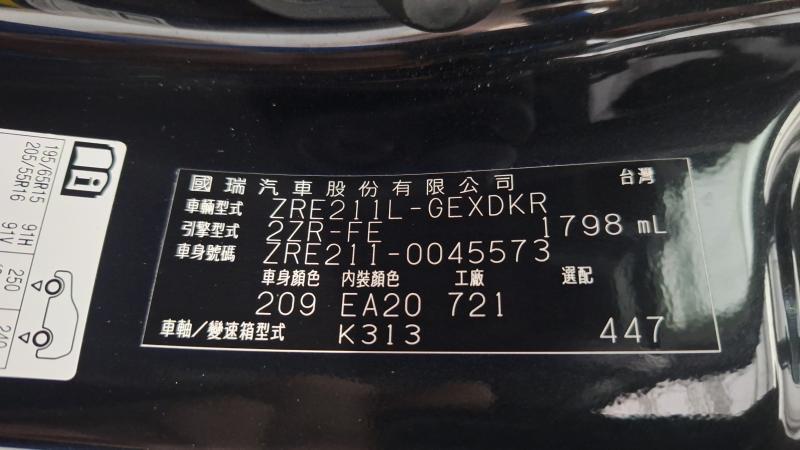 國瑞汽車股份有限公司 台灣
車輛型式 ZRE211L-GEXDKR
引擎型式 2ZR-FE 1798 mL
車身號碼 ZRE211-0045573
車身顏色 內裝顏色 工廠 選配
209 EA20 721
車軸/變速箱型式 K313 447
195/65R15 91H 250
205/55R16 91V 240